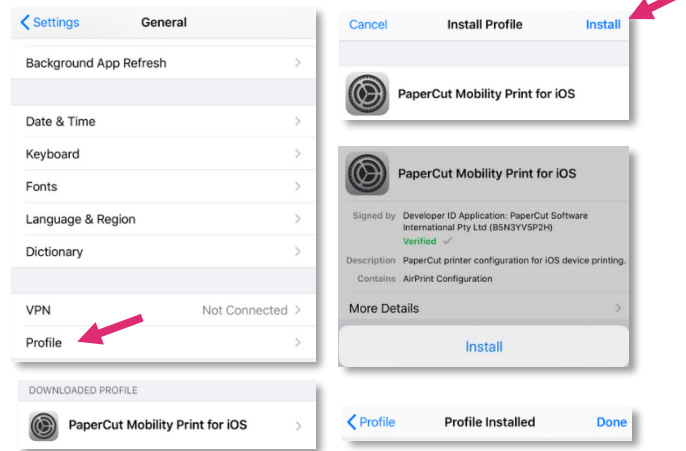 Settings General
Background App Refresh
Date & Time
Keyboard
Fonts
Language & Region
Dictionary
VPN Not Connected
Profile
DOWNLOADED PROFILE
PaperCut Mobility Print for iOS
Cancel Install Profile Install
PaperCut Mobility Print for iOS
PaperCut Mobility Print for iOS
Signed by Developer ID Application: PaperCut Software
International Pty Ltd (B5N3YV5P2H)
Verified
Description PaperCut printer configuration for iOS device printing.
Contains AirPrint Configuration
More Details
Install
Profile Profile Installed Done